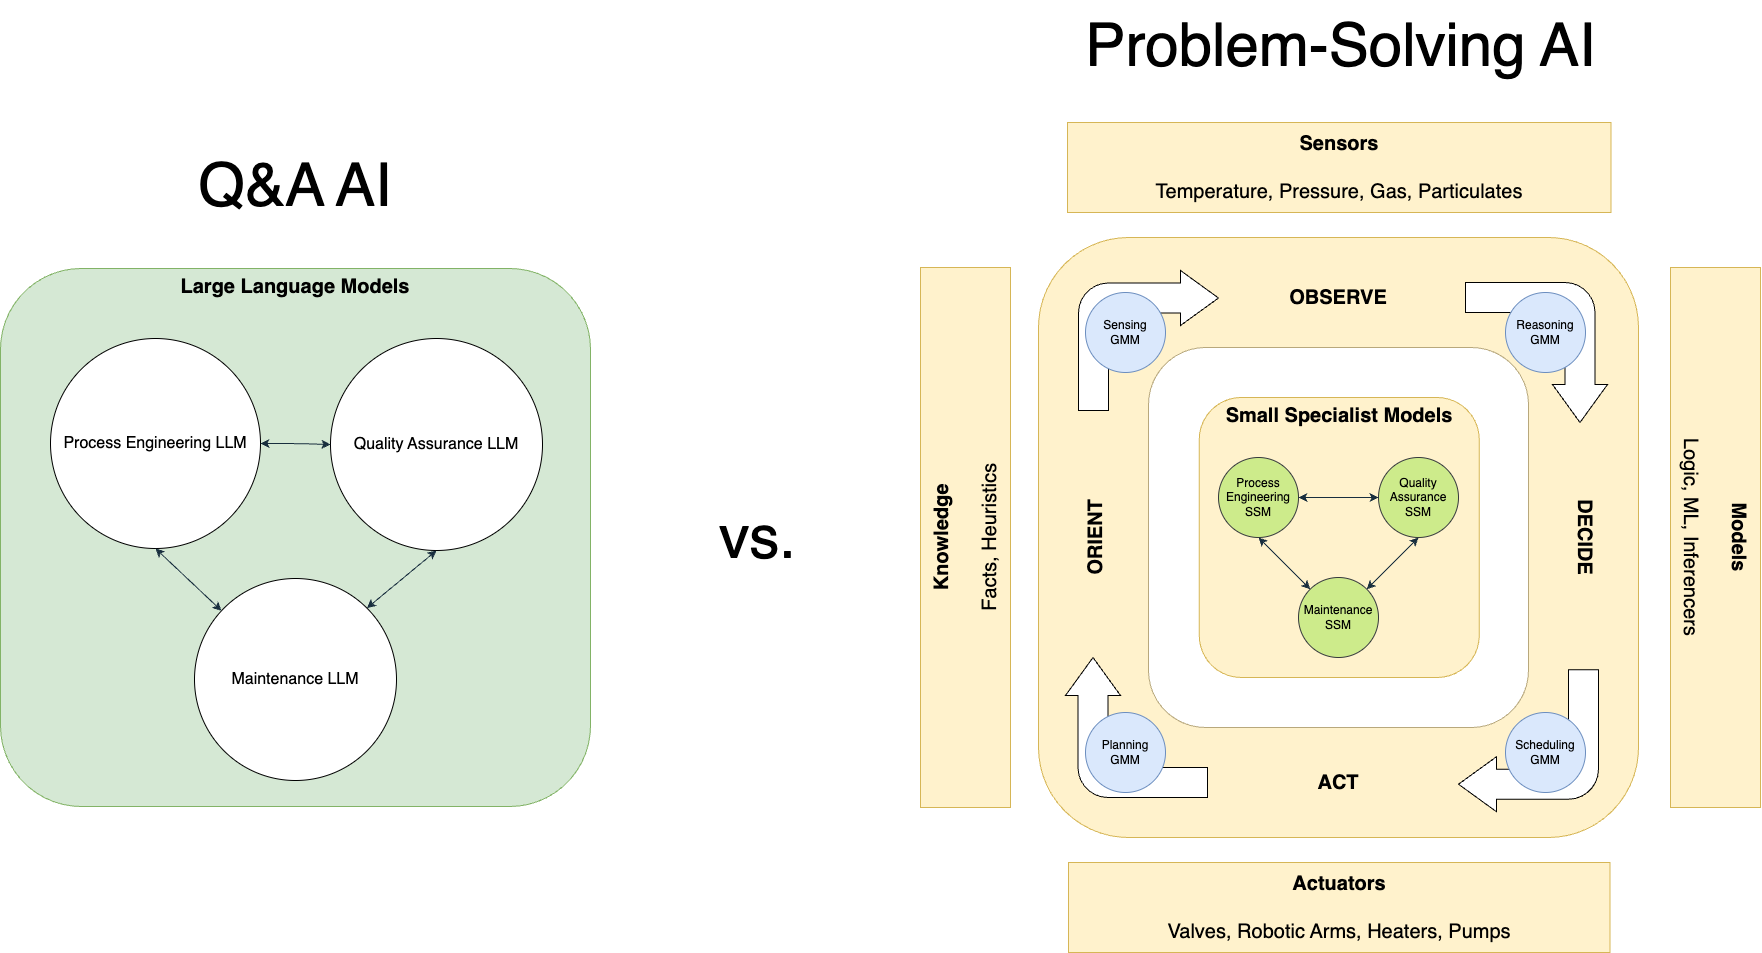 Q&A AI
Large Language Models
Process Engineering LLM
Quality Assurance LLM
Maintenance LLM
vs.
Problem-Solving AI
Sensors
Temperature, Pressure, Gas, Particulates
Knowledge
Facts, Heuristics
OBSERVE
Sensing
GMM
Reasoning
GMM
ORIENT
DECIDE
Small Specialist Models
Process
Engineering
SSM
Quality
Assurance
SSM
Maintenance
SSM
Planning
GMM
Scheduling
GMM
ACT
Models
Logic, ML, Inferencers
Actuators
Valves, Robotic Arms, Heaters, Pumps